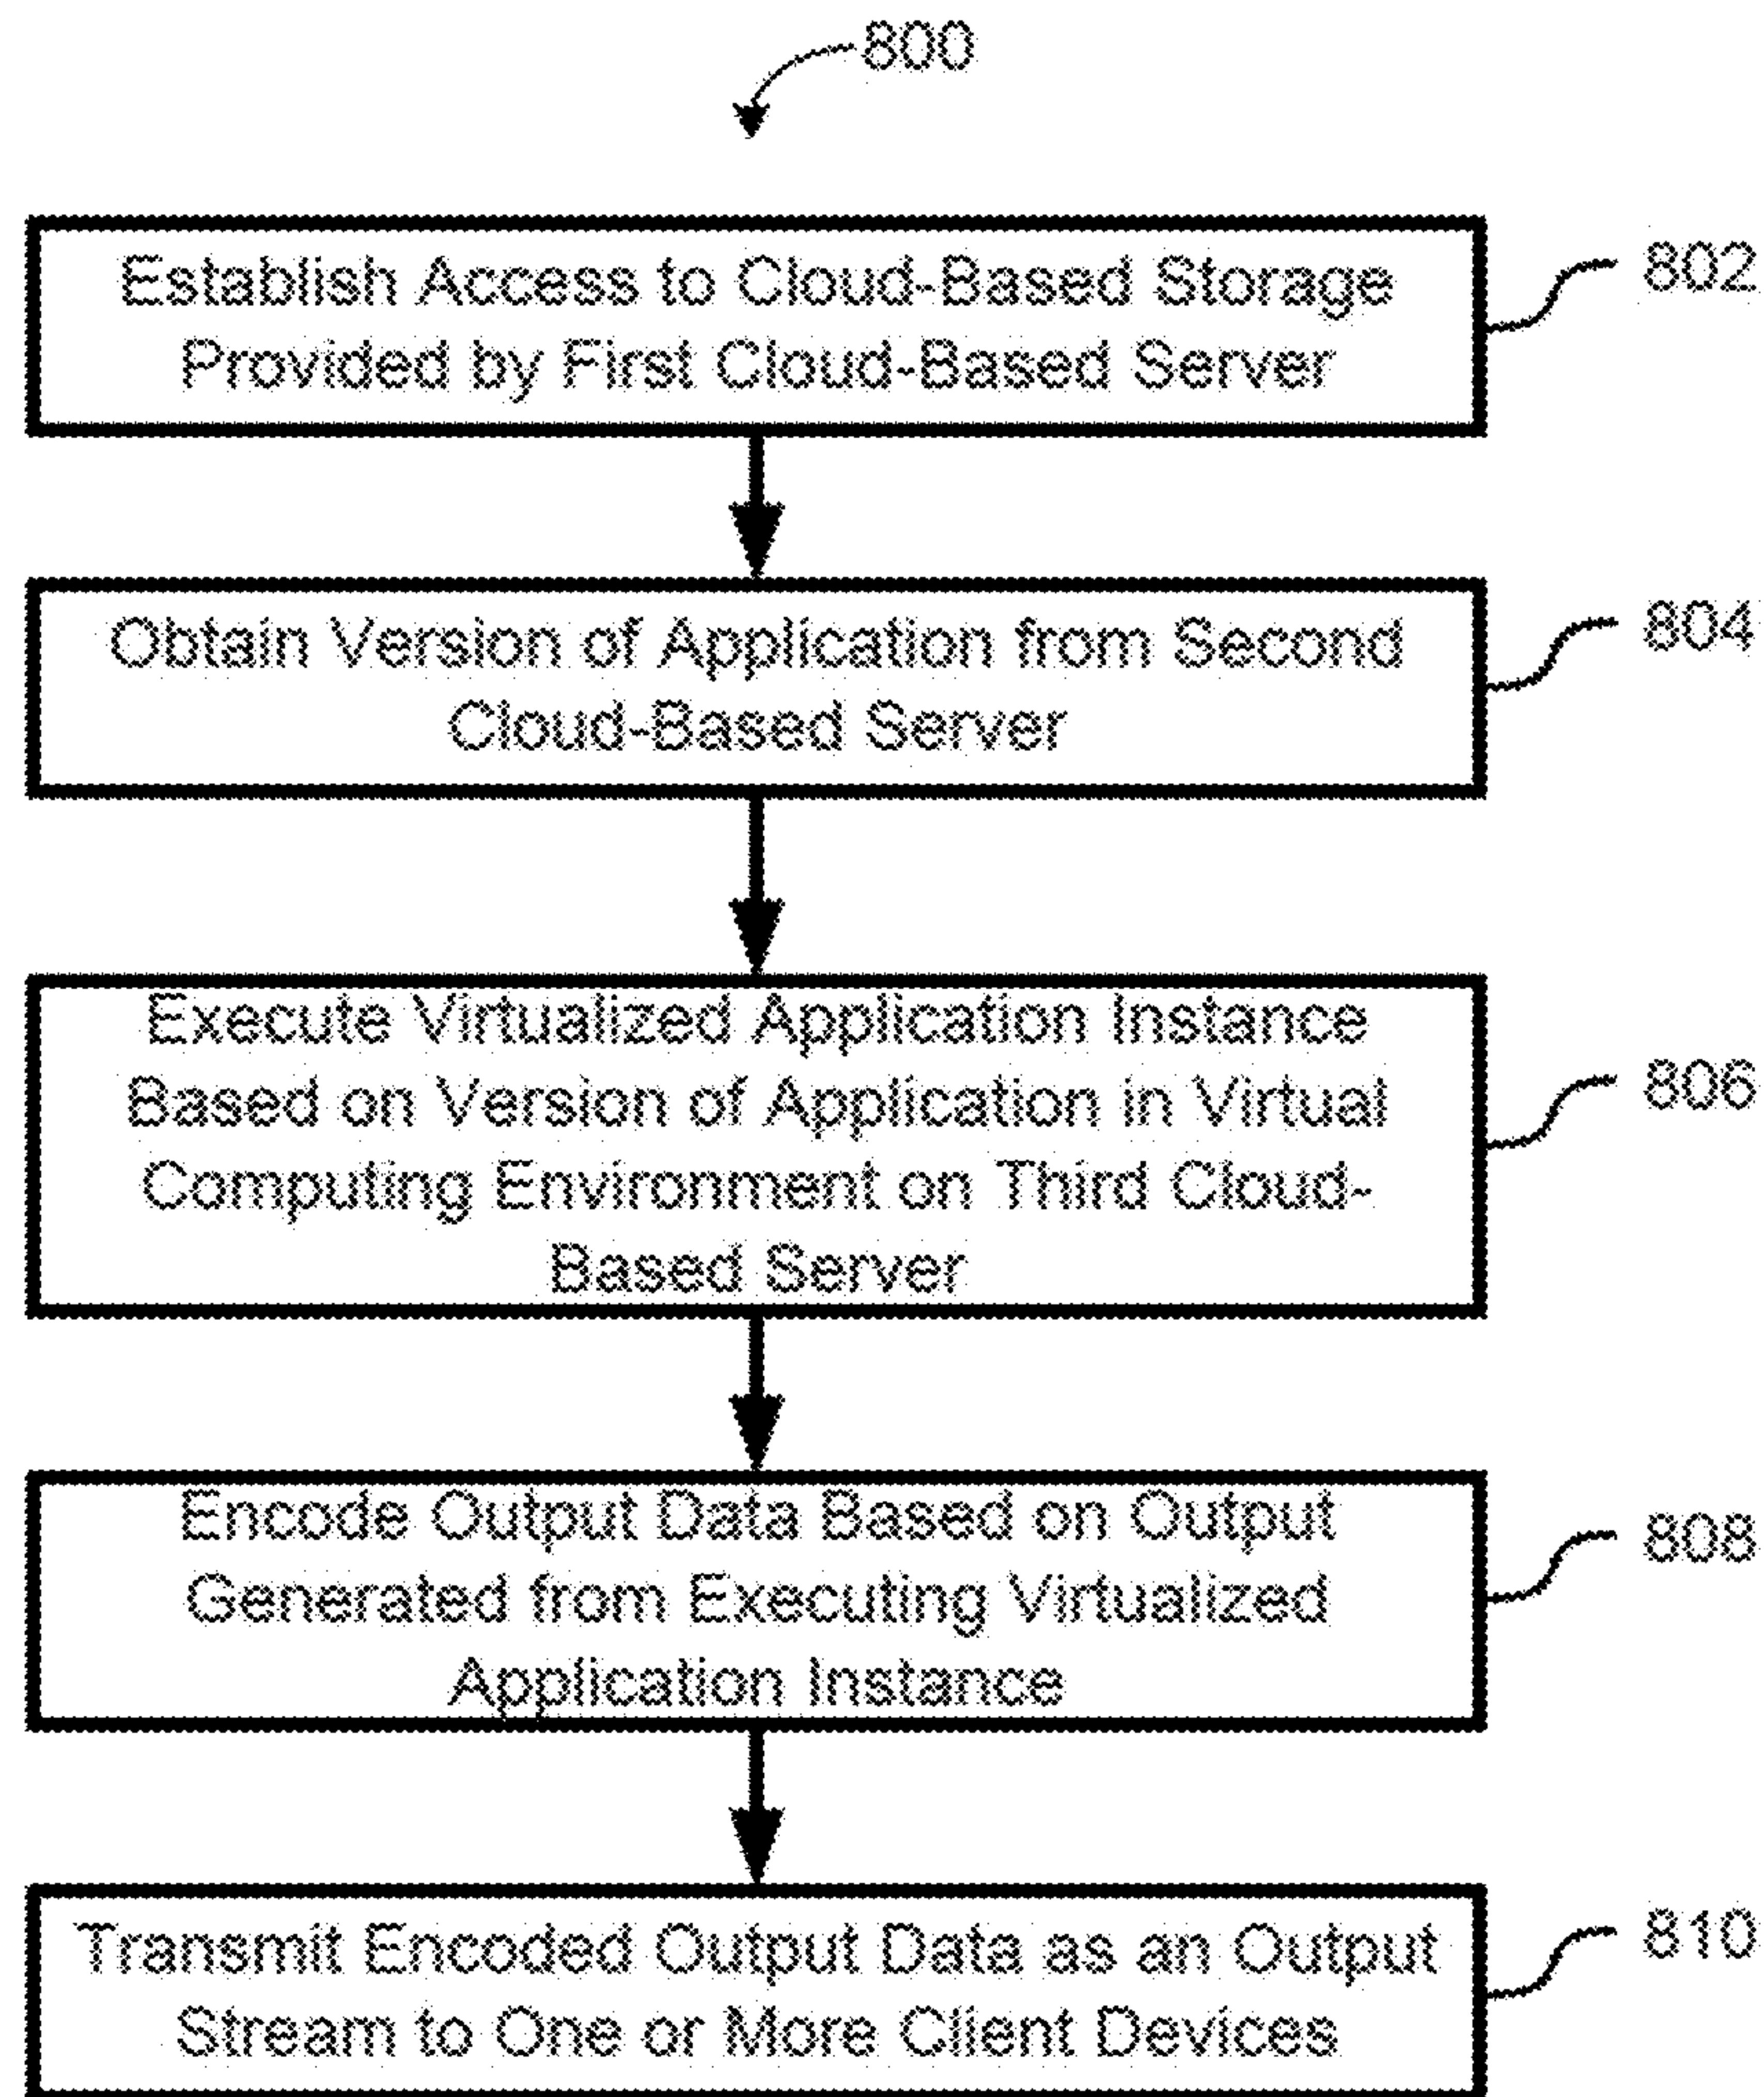 800
Establish Access to Cloud-Based Storage
Provided by First Cloud-Based Server
802
Obtain Version of Application from Second
Cloud-Based Server
804
Execute Virtualized Application Instance
Based on Version of Application in Virtual
Computing Environment on Third Cloud-
Based Server
806
Encode Output Data Based on Output
Generated from Executing Virtualized
Application Instance
808
Transmit Encoded Output Data as an Output
Stream to One or More Client Devices
810